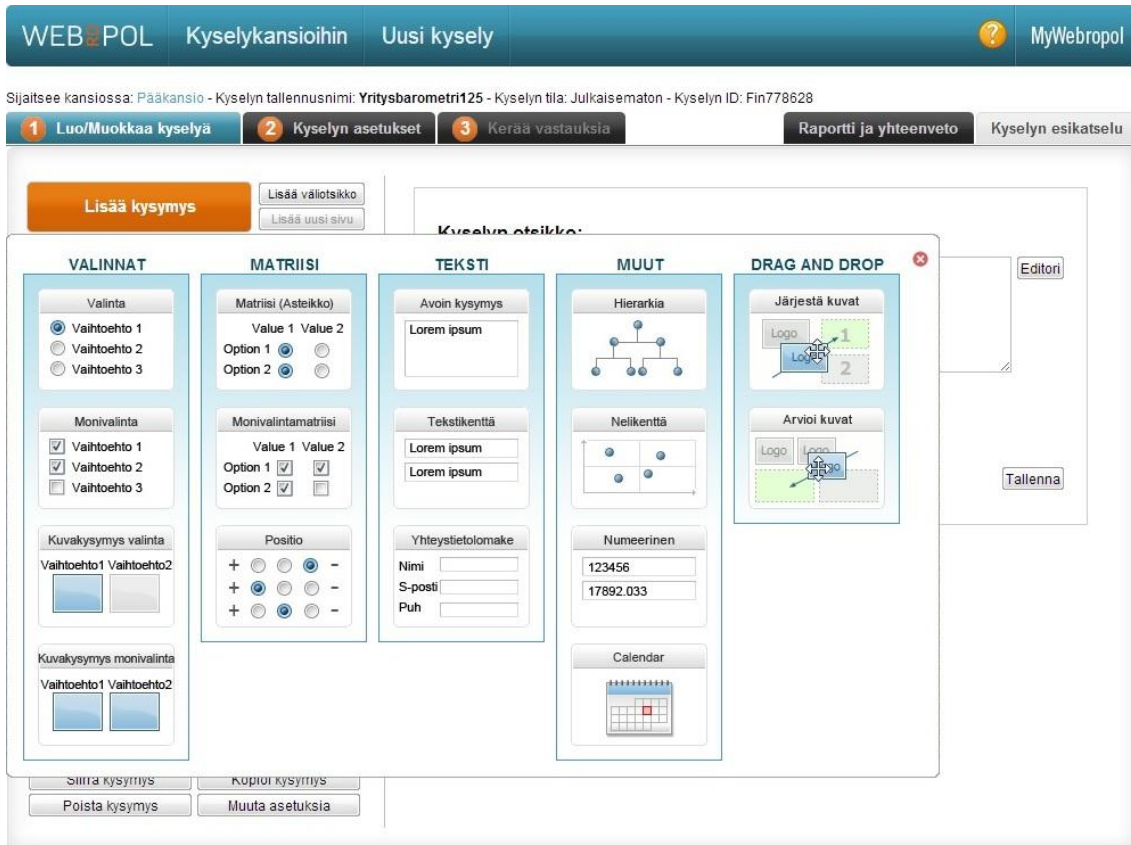 WEBROPOL Kyselykansioihin Uusi kysely ? MyWebropol
Sijaitsee kansiossa: Pääkansio - Kyselyn tallennusnimi: Yritysbarometri125 - Kyselyn tila: Julkaisematon - Kyselyn ID: Fin778628
1 Luo/Muokkaa kyselyä 2 Kyselyn asetukset 3 Kerää vastauksia Raportti ja yhteenveto Kyselyn esikatselu
Lisää kysymys
Lisää väliotsikko
Lisää uusi sivu
Kyselyn otsikko:
Editori
Tallenna
VALINNAT
Valinta
Vaihtoehto 1
Vaihtoehto 2
Vaihtoehto 3
Monivalinta
Vaihtoehto 1
Vaihtoehto 2
Vaihtoehto 3
Kuvakysymys valinta
Vaihtoehto1 Vaihtoehto2
Kuvakysymys monivalinta
Vaihtoehto1 Vaihtoehto2
MATRIISI
Matriisi (Asteikko)
Value 1 Value 2
Option 1
Option 2
Monivalintamatriisi
Value 1 Value 2
Option 1
Option 2
Positio
+ -
+ -
+ -
TEKSTI
Avoin kysymys
Lorem ipsum
Tekstikenttä
Lorem ipsum
Lorem ipsum
Yhteystietolomake
Nimi
S-posti
Puh
MUUT
Hierarkia
Nelikenttä
Numeerinen
123456
17892.033
Calendar
DRAG AND DROP
Järjestä kuvat
Logo 1
Logo 2
Arvioi kuvat
Logo Logo
Logo
Siirrä kysymys Kopioi kysymys
Poista kysymys Muuta asetuksia